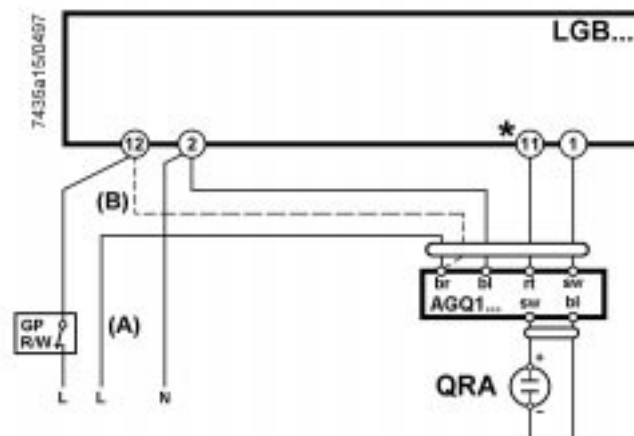 LGB...
7435a15/0497
12 2 * 11 1
(B)
br bl rt sw
AGQ1...
sw bl
(A)
GP
R/W
QRA
+
-
L L N